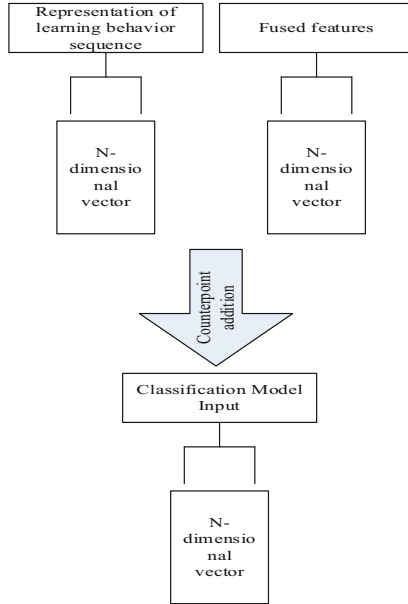 Representation of
learning behavior
sequence
Fused features
N-
dimensio
nal
vector
N-
dimensio
nal
vector
Counterpoint
addition
Classification Model
Input
N-
dimensio
nal
vector